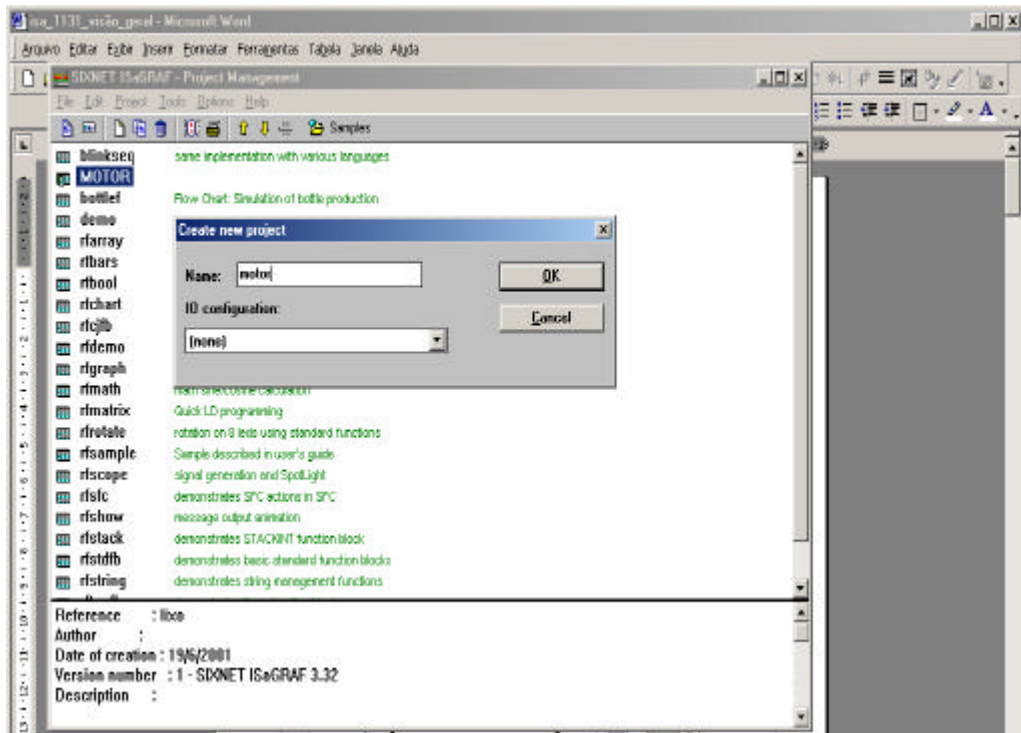 isa_1131_visão_geral - Microsoft Word
Arquivo Editar Exibir Inserir Formatar Ferramentas Tabela Janela Ajuda
SIXNET ISaGRAF - Project Management
File Edit Project Tools Options Help
Samples
blinkseq same implementation with various languages
MOTOR
bottlef Flow Chart: Simulation of bottle production
demo
rfarray
rfbars
rfbool
rfchart
rfcjfb
rfdemo
rfgraph
rfmath math sine/cosine calculation
rfmatrix Quick LD programming
rfrotate rotation on 8 leds using standard functions
rfsample Sample described in user's guide
rfscope signal generation and SpotLight
rfsfc demonstrates SFC actions in SFC
rfshow message output animation
rfstack demonstrates STACKINT function block
rfstdfb demonstrates basic standard function blocks
rfstring demonstrates string management functions
Create new project
Name: motor
OK
IO configuration:
Cancel
(none)
Reference : lixo
Author :
Date of creation : 19/6/2001
Version number : 1 - SIXNET ISaGRAF 3.32
Description :